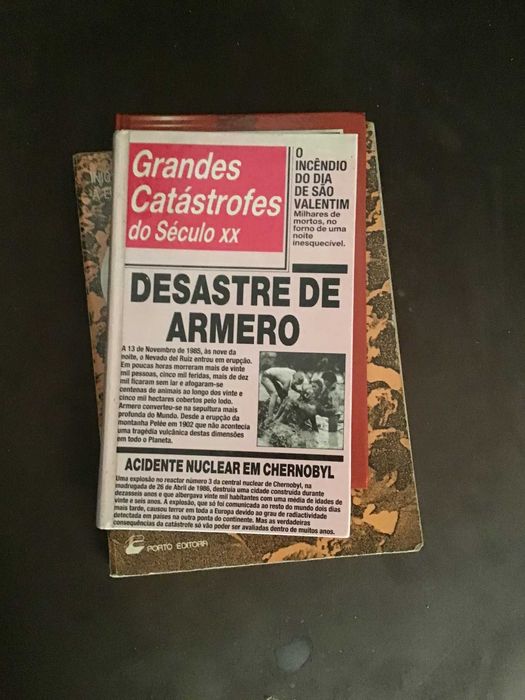 Grandes
Catástrofes
do Século XX
O
INCÊNDIO
DO DIA
DE SÃO
VALENTIM
Milhares de
mortos, no
forno de uma
noite
inesquecível.
DESASTRE DE
ARMERO
A 13 de Novembro de 1985, às nove da
noite, o Nevado del Ruiz entrou em erupção.
Em poucas horas morreram mais de vinte
mil pessoas, cinco mil feridas, mais de dez
mil ficaram sem lar e afogaram-se
centenas de animais ao longo dos vinte e
cinco mil hectares cobertos pelo lodo.
Armero converteu-se na sepultura mais
profunda do Mundo. Desde a erupção da
montanha Pelée em 1902 que não acontecia
uma tragédia vulcânica destas dimensões
em todo o Planeta.
ACIDENTE NUCLEAR EM CHERNOBYL
Uma explosão no reactor número 3 da central nuclear de Chernobyl, na
madrugada de 26 de Abril de 1986, destruiu uma cidade construída durante
dezasseis anos e que albergava vinte mil habitantes com uma média de idades de
vinte e seis anos. A explosão, que só foi comunicada ao resto do mundo dois dias
mais tarde, causou terror em toda a Europa devido ao grau de radiactividade
detectada em países na outra ponta do continente. Mas as verdadeiras
consequências da catástrofe só vão poder ser avaliadas dentro de muitos anos.
PORTO EDITORA